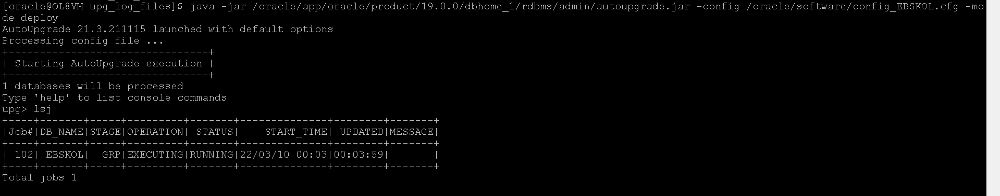 [oracle@OL8VM upg_log_files]$ java -jar /oracle/app/oracle/product/19.0.0/dbhome_1/rdbms/admin/autoupgrade.jar -config /oracle/software/config_EBSKOL.cfg -mo
de deploy
AutoUpgrade 21.3.211115 launched with default options
Processing config file ...
+--------------------------------+
| Starting AutoUpgrade execution |
+--------------------------------+
1 databases will be processed
Type 'help' to list console commands
upg> lsj
+----+-------+-----+---------+-------+--------------+--------+-------+
|Job#|DB_NAME|STAGE|OPERATION| STATUS|    START_TIME| UPDATED|MESSAGE|
+----+-------+-----+---------+-------+--------------+--------+-------+
| 102| EBSKOL|  GRP|EXECUTING|RUNNING|22/03/10 00:03|00:03:59|       |
+----+-------+-----+---------+-------+--------------+--------+-------+
Total jobs 1